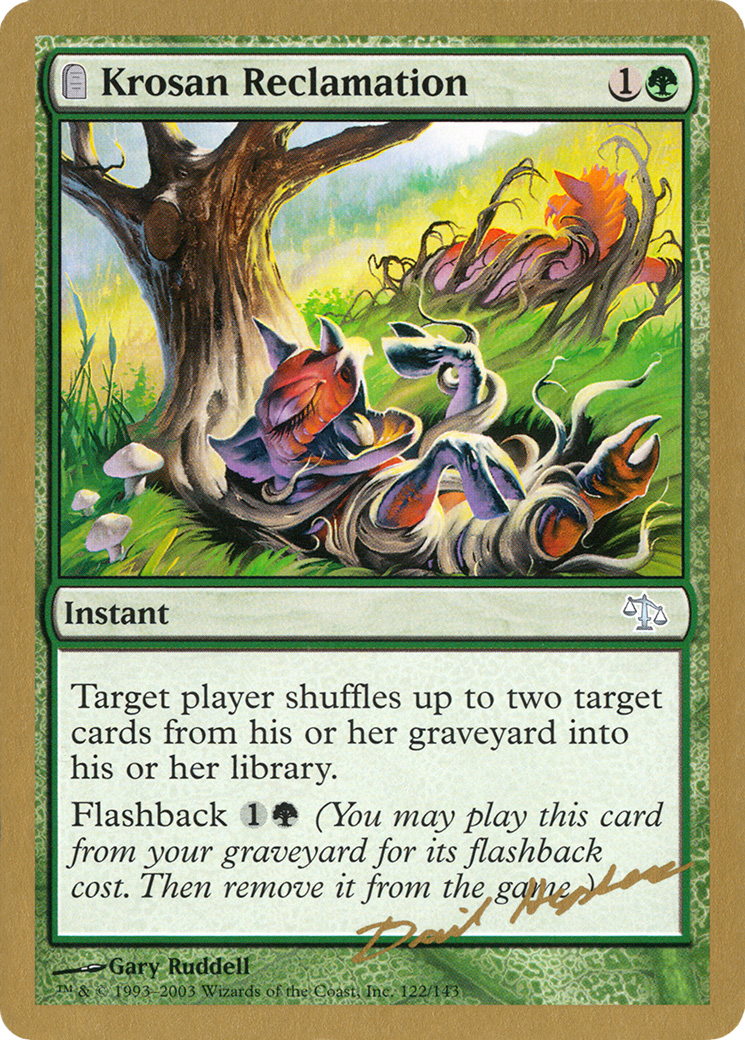 Krosan Reclamation 1
Instant
Target player shuffles up to two target
cards from his or her graveyard into
his or her library.
Flashback 1 (You may play this card
from your graveyard for its flashback
cost. Then remove it from the game.)
Gary Ruddell
™ & © 1993–2003 Wizards of the Coast, Inc. 122/143